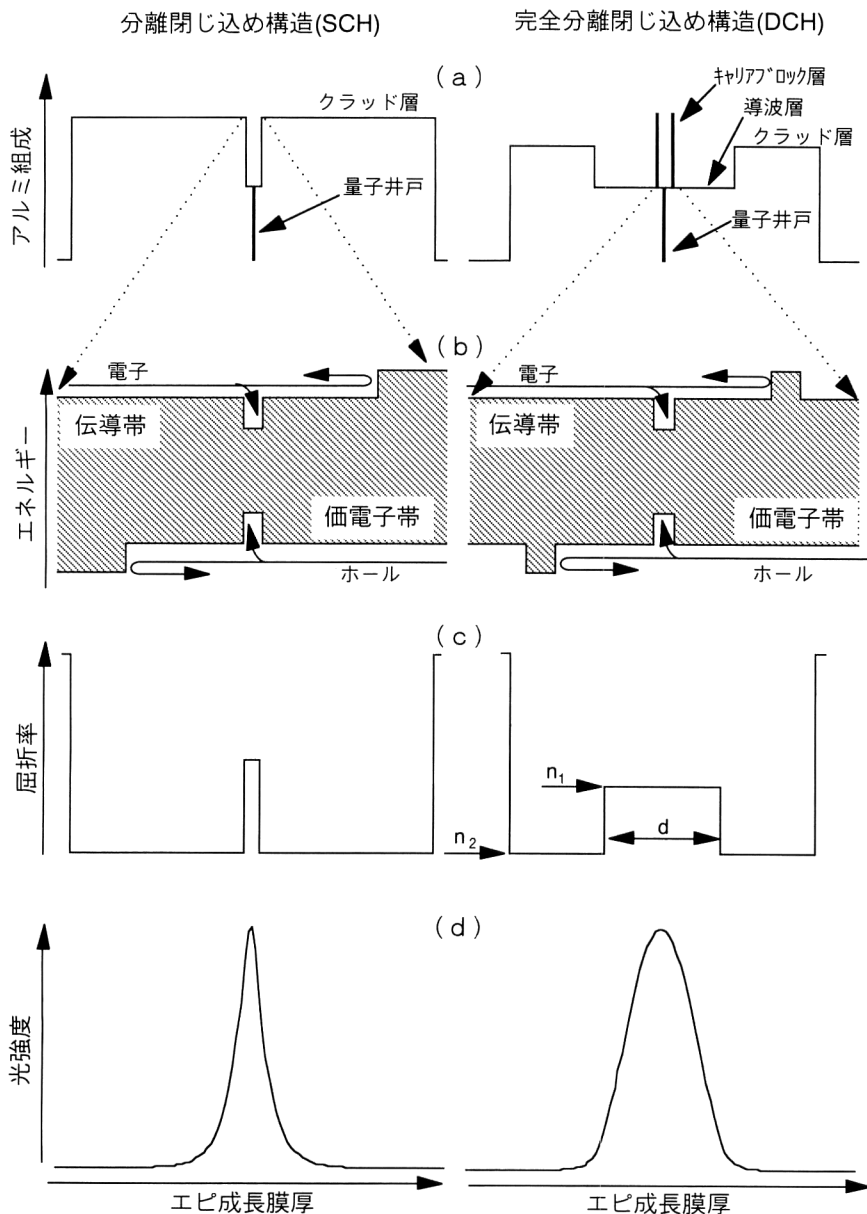 分離閉じ込め構造(SCH)
完全分離閉じ込め構造(DCH)
(a)
アルミ組成
クラッド層
量子井戸
キャリアブロック層
導波層
クラッド層
量子井戸
(b)
エネルギー
電子
伝導帯
価電子帯
ホール
電子
伝導帯
価電子帯
ホール
(c)
屈折率
n₁
n₂
d
(d)
光強度
エピ成長膜厚
エピ成長膜厚